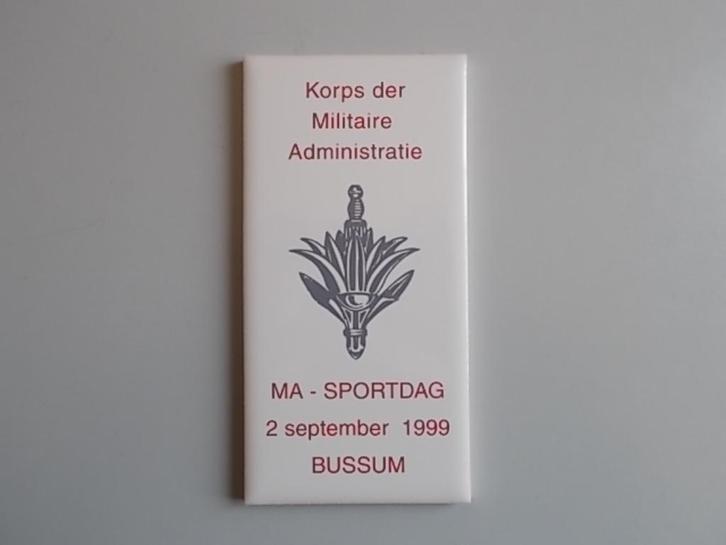 Korps der
Militaire
Administratie
MA - SPORTDAG
2 september 1999
BUSSUM